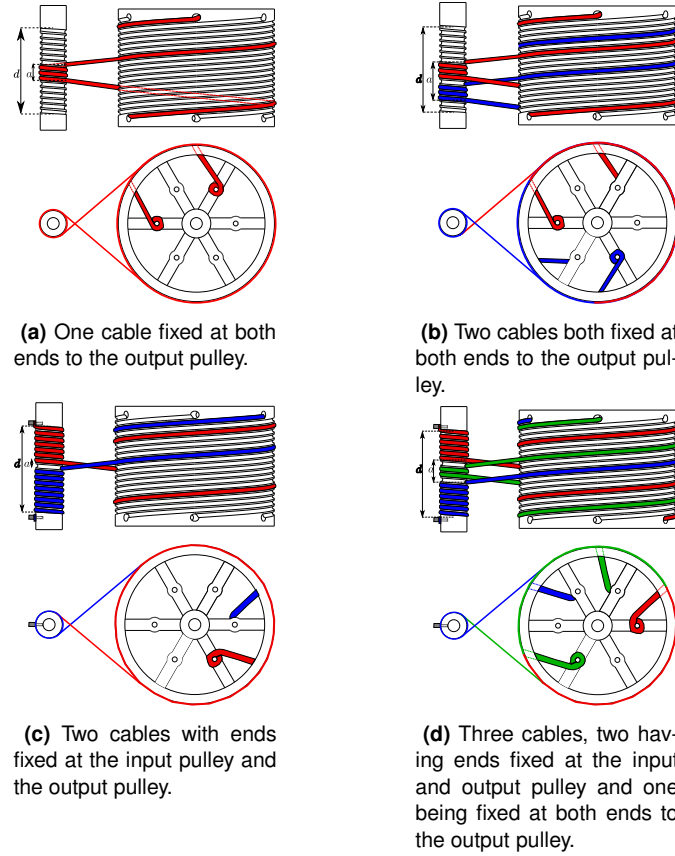 d
a
d
a
(a) One cable fixed at both
ends to the output pulley.
(b) Two cables both fixed at
both ends to the output pul-
ley.
d
a
d
a
(c) Two cables with ends
fixed at the input pulley and
the output pulley.
(d) Three cables, two hav-
ing ends fixed at the input
and output pulley and one
being fixed at both ends to
the output pulley.